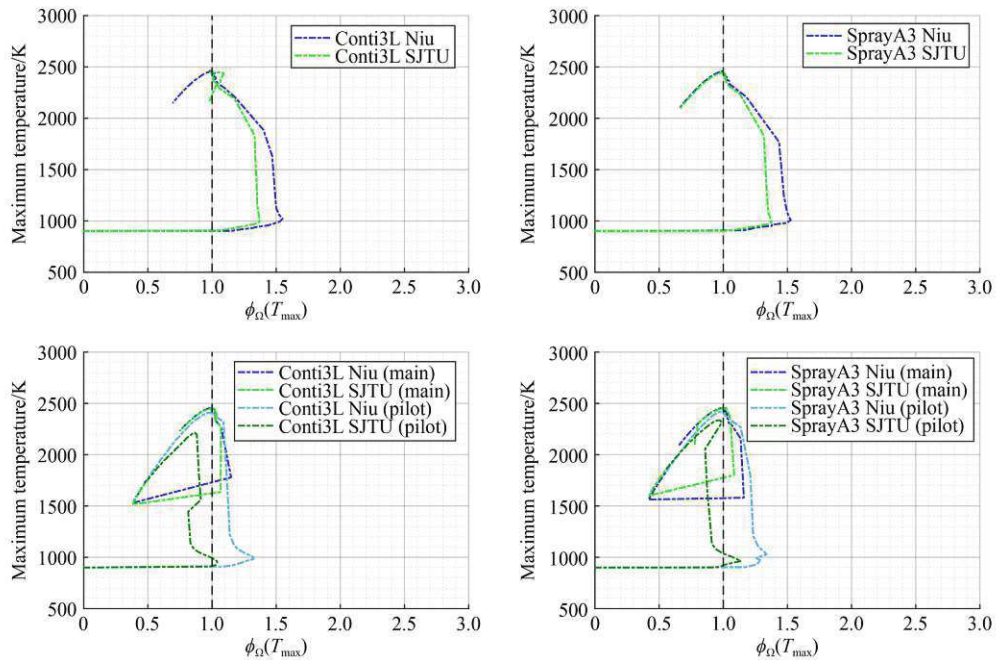 3000
2500
2000
1500
1000
500
Maximum temperature/K
0
0.5
1.0
1.5
2.0
2.5
3.0
ϕΩ(Tmax)
Conti3L Niu
Conti3L SJTU
3000
2500
2000
1500
1000
500
Maximum temperature/K
0
0.5
1.0
1.5
2.0
2.5
3.0
ϕΩ(Tmax)
SprayA3 Niu
SprayA3 SJTU
3000
2500
2000
1500
1000
500
Maximum temperature/K
0
0.5
1.0
1.5
2.0
2.5
3.0
ϕΩ(Tmax)
Conti3L Niu (main)
Conti3L SJTU (main)
Conti3L Niu (pilot)
Conti3L SJTU (pilot)
3000
2500
2000
1500
1000
500
Maximum temperature/K
0
0.5
1.0
1.5
2.0
2.5
3.0
ϕΩ(Tmax)
SprayA3 Niu (main)
SprayA3 SJTU (main)
SprayA3 Niu (pilot)
SprayA3 SJTU (pilot)